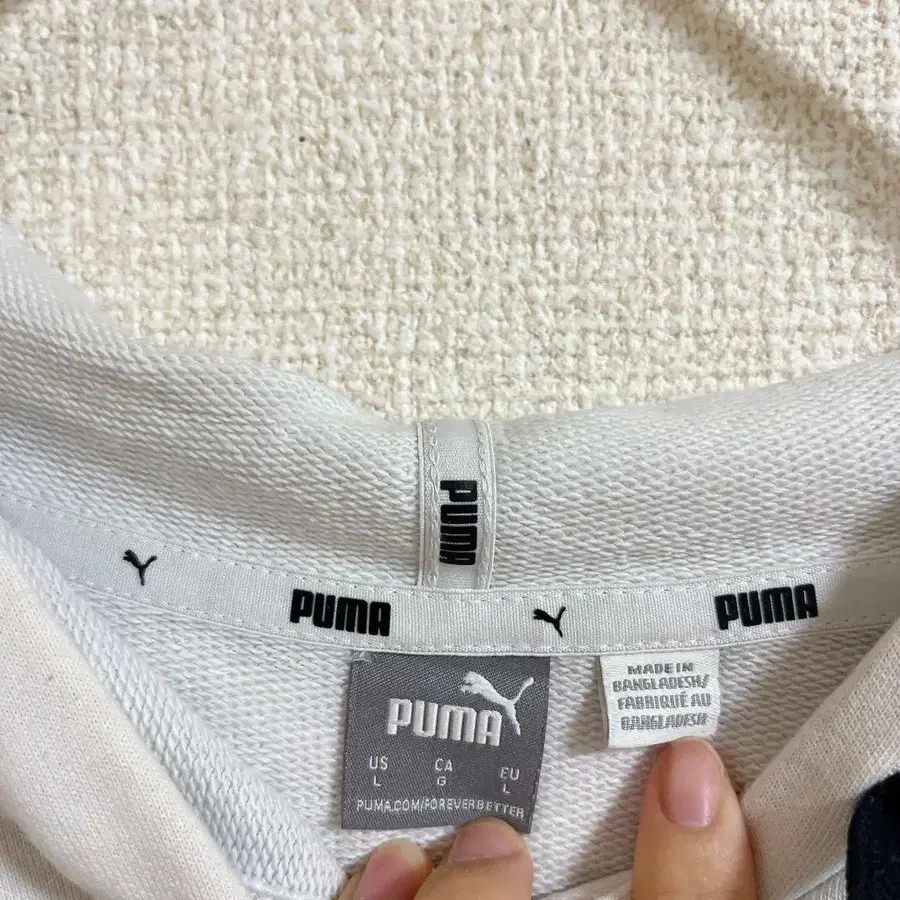 PUMA
PUMA
PUMA
PUMA
US CA EU
L G L
PUMA.COM/FOREVERBETTER
MADE IN
BANGLADESH/
FABRIQUÉ AU
BANGLADESH